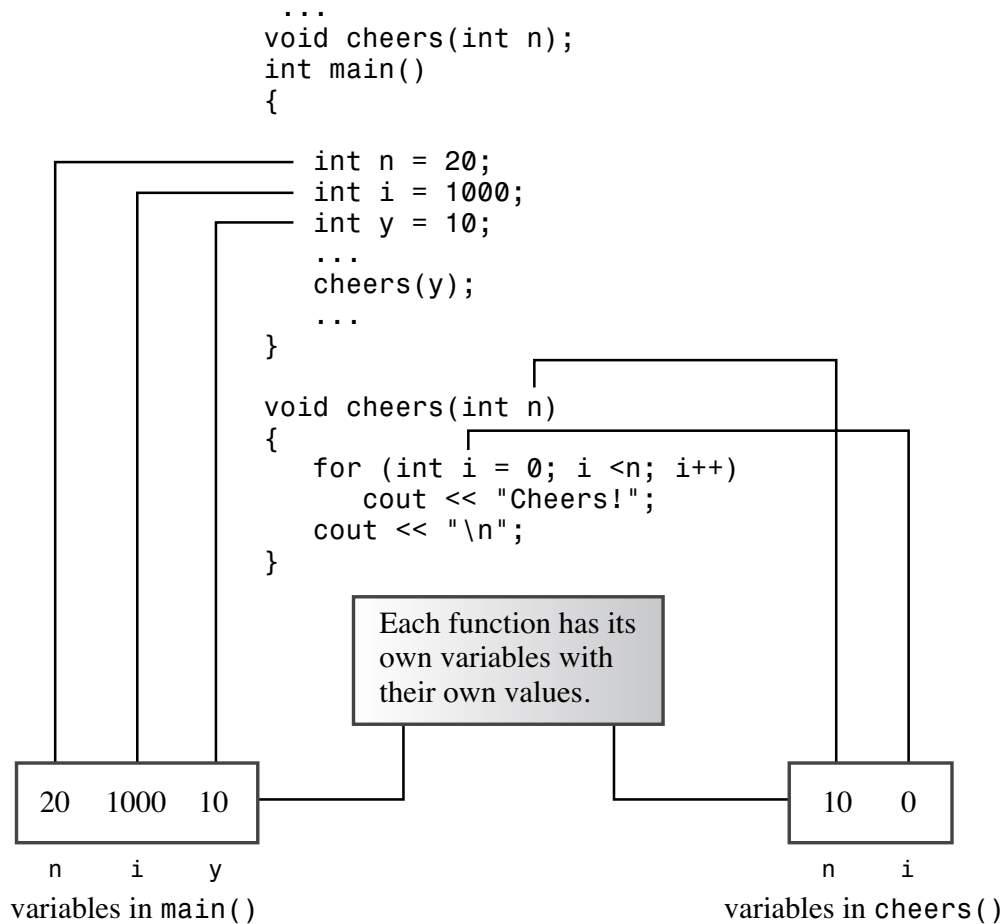 ...
void cheers(int n);
int main()
{
int n = 20;
int i = 1000;
int y = 10;
...
cheers(y);
...
}
void cheers(int n)
{
for (int i = 0; i <n; i++)
cout << "Cheers!";
cout << "\n";
}
Each function has its
own variables with
their own values.
20 1000 10
n i y
variables in main()
10 0
n i
variables in cheers()